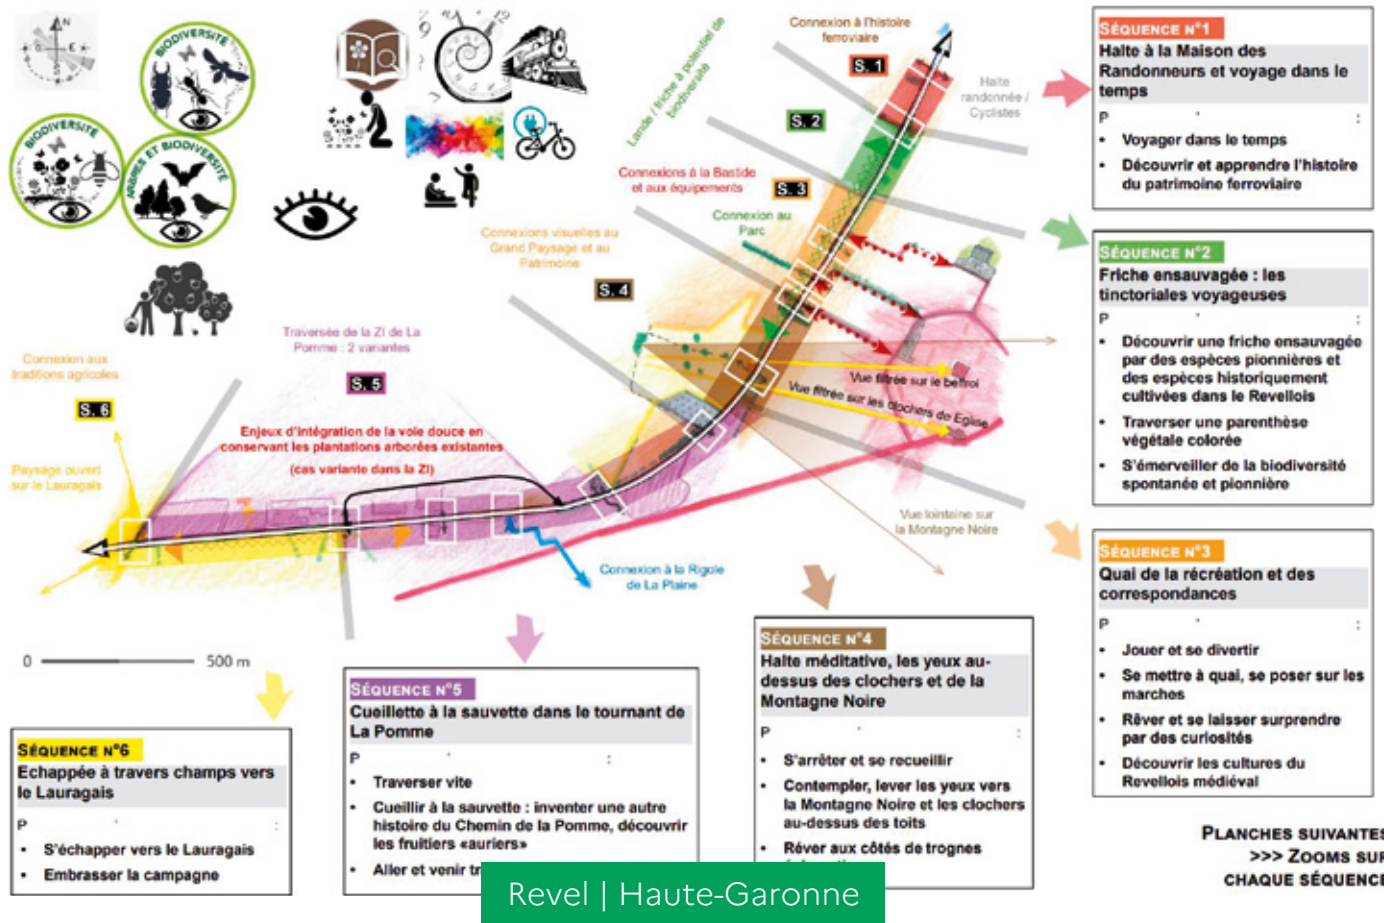 N
O
E
S
BIODIVERSITÉ
BIODIVERSITÉ
ARBRES ET BIODIVERSITÉ
Connexion à l'histoire
ferroviaire
S. 1
Halte
randonnée /
Cyclistes
Lande / friche à potentiel de
biodiversité
S. 2
Connexions à la Bastide
et aux équipements
S. 3
Connexion au
Parc
Connexions visuelles au
Grand Paysage et au
Patrimoine
S. 4
Vue filtrée sur le beffroi
Vue filtrée sur les clochers de Eglise
Vue lointaine sur
la Montagne Noire
Traversée de la ZI de La
Pomme : 2 variantes
S. 5
Enjeux d'intégration de la voie douce en
conservant les plantations arborées existantes
(cas variante dans la ZI)
Connexion aux
traditions agricoles
S. 6
Paysage ouvert
sur le Lauragais
Connexion à la Rigole
de La Plaine
0
500 m
SÉQUENCE N°1
Halte à la Maison des
Randonneurs et voyage dans le
temps
P ' :
• Voyager dans le temps
• Découvrir et apprendre l'histoire
du patrimoine ferroviaire
SÉQUENCE N°2
Friche ensauvagée : les
tinctoriales voyageuses
P ' :
• Découvrir une friche ensauvagée
par des espèces pionnières et
des espèces historiquement
cultivées dans le Revellois
• Traverser une parenthèse
végétale colorée
• S'émerveiller de la biodiversité
spontanée et pionnière
SÉQUENCE N°3
Quai de la récréation et des
correspondances
P ' :
• Jouer et se divertir
• Se mettre à quai, se poser sur les
marches
• Rêver et se laisser surprendre
par des curiosités
• Découvrir les cultures du
Revellois médiéval
SÉQUENCE N°4
Halte méditative, les yeux au-
dessus des clochers et de la
Montagne Noire
P ' :
• S'arrêter et se recueillir
• Contempler, lever les yeux vers
la Montagne Noire et les clochers
au-dessus des toits
• Rêver aux côtés de trognes
SÉQUENCE N°5
Cueillette à la sauvette dans le tournant de
La Pomme
P ' :
• Traverser vite
• Cueillir à la sauvette : inventer une autre
histoire du Chemin de la Pomme, découvrir
les fruitiers «auriers»
• Aller et venir
SÉQUENCE N°6
Echappée à travers champs vers
le Lauragais
P ' :
• S'échapper vers le Lauragais
• Embrasser la campagne
PLANCHES SUIVANTES
>>> ZOOMS SUR
CHAQUE SÉQUENCE
Revel | Haute-Garonne